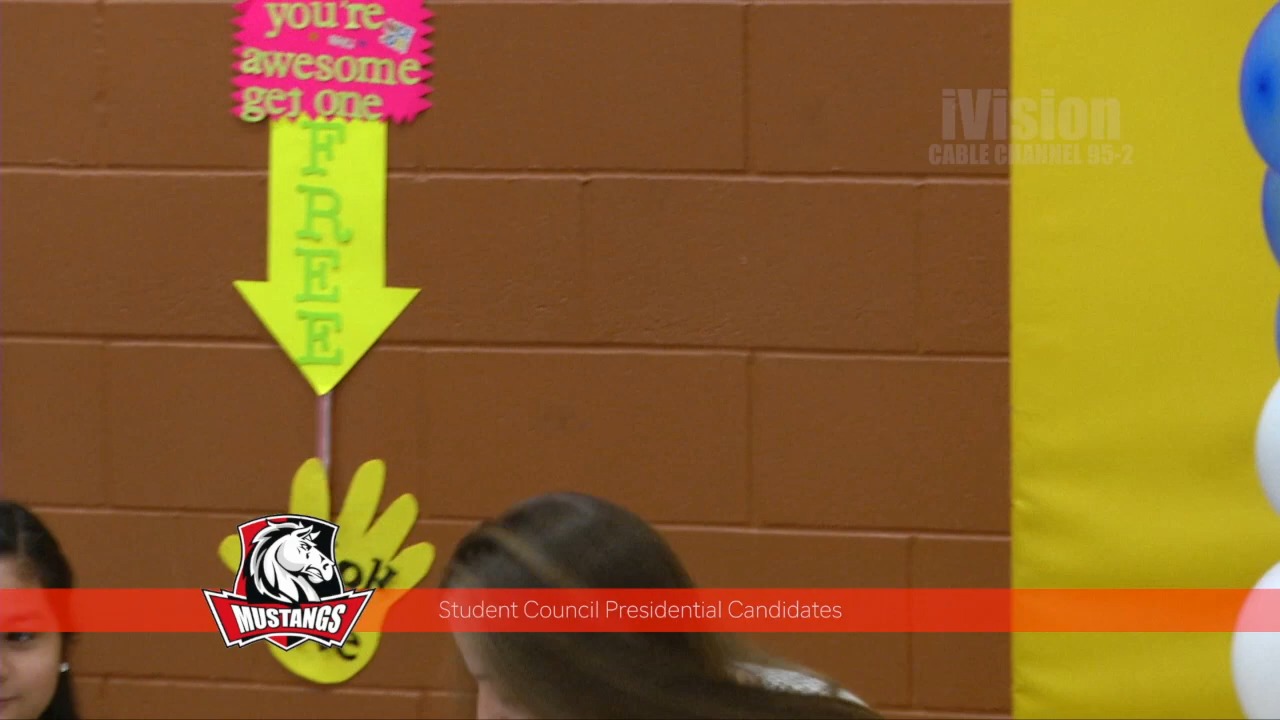 you're
awesome
get one
FREE
iVision
CABLE CHANNEL 95-2
MUSTANGS
Student Council Presidential Candidates